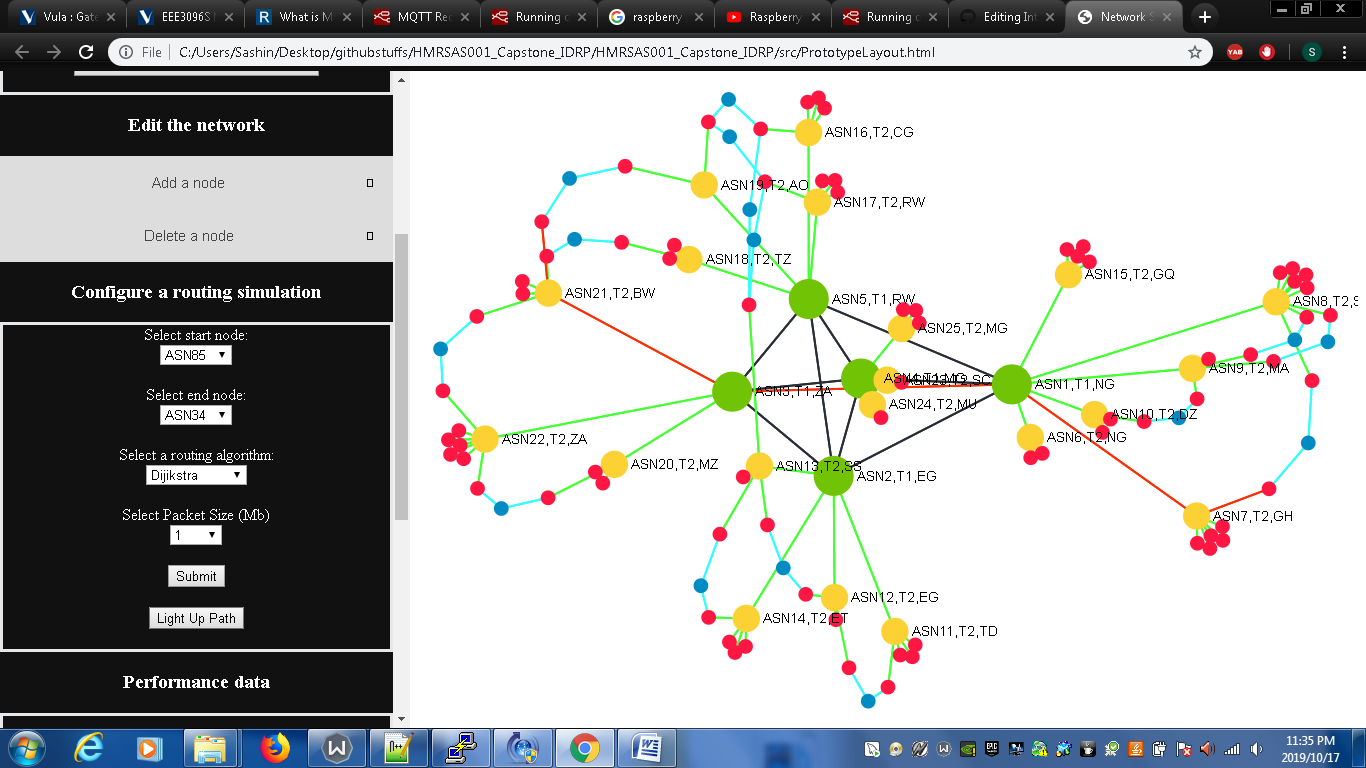 Vula : Gate
EEE3096S
What is M
MQTT Rec
Running
raspberry
Raspberry
Running
Editing Int
Network S
File
C:/Users/Sashin/Desktop/githubstuffs/HMRSAS001_Capstone_IDRP/HMRSAS001_Capstone_IDRP/src/PrototypeLayout.html
YAB
S
Edit the network
Add a node
Delete a node
Configure a routing simulation
Select start node:
ASN85
Select end node:
ASN34
Select a routing algorithm:
Dijikstra
Select Packet Size (Mb)
1
Submit
Light Up Path
Performance data
ASN16,T2,CG
ASN19,T2,AO
ASN17,T2,RW
ASN18,T2,TZ
ASN15,T2,GQ
ASN21,T2,BW
ASN5,T1,RW
ASN8,T2,S
ASN25,T2,MG
ASN9,T2,MA
ASN3,T1,ZA
ASN1,T1,NG
ASN24,T2,MU
ASN10,T2,DZ
ASN22,T2,ZA
ASN6,T2,NG
ASN20,T2,MZ
ASN13,T2,SS
ASN2,T1,EG
ASN7,T2,GH
ASN12,T2,EG
ASN14,T2,ET
ASN11,T2,TD
11:35 PM
2019/10/17